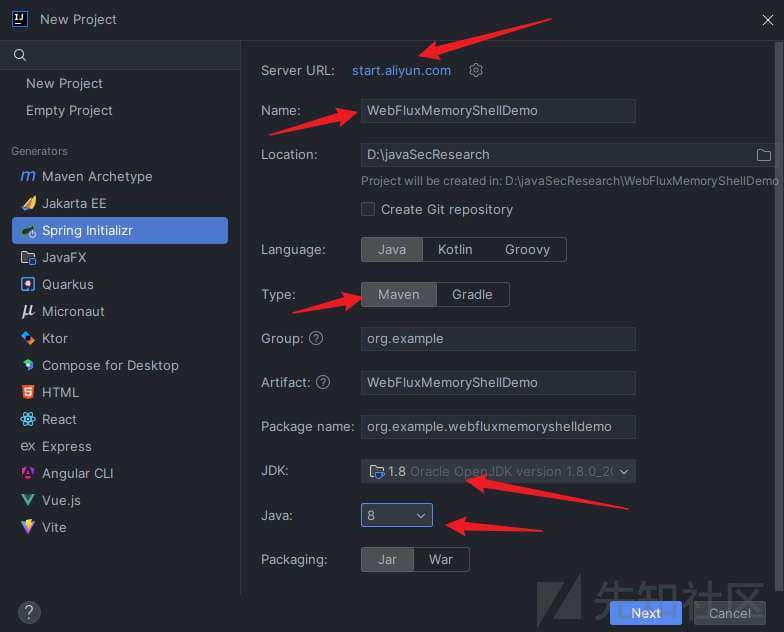 New Project
Server URL: start.aliyun.com
New Project
Empty Project
Name: WebFluxMemoryShellDemo
Location: D:\javaSecResearch
Project will be created in: D:\javaSecResearch\WebFluxMemoryShellDemo
Create Git repository
Generators
Maven Archetype
Jakarta EE
Spring Initializr
JavaFX
Quarkus
Micronaut
Ktor
Compose for Desktop
HTML
React
Express
Angular CLI
Vue.js
Vite
Language: Java Kotlin Groovy
Type: Maven Gradle
Group: org.example
Artifact: WebFluxMemoryShellDemo
Package name: org.example.webfluxmemoryshelldemo
JDK: 1.8 Oracle OpenJDK version 1.8.0_20
Java: 8
Packaging: Jar War
先知社区
Next Cancel